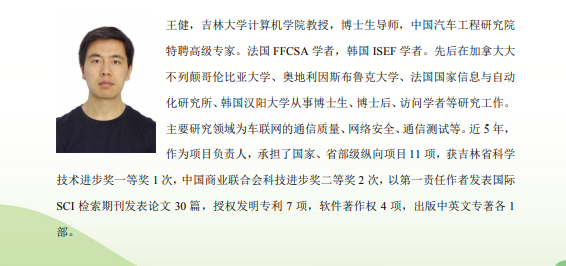 王健，吉林大学计算机学院教授，博士生导师，中国汽车工程研究院
特聘高级专家。法国 FFCSA 学者，韩国 ISEF 学者。先后在加拿大大
不列颠哥伦比亚大学、奥地利因斯布鲁克大学、法国国家信息与自动
化研究所、韩国汉阳大学从事博士生、博士后、访问学者等研究工作。
主要研究领域为车联网的通信质量、网络安全、通信测试等。近 5 年，
作为项目负责人，承担了国家、省部级纵向项目 11 项，获吉林省科学
技术进步奖一等奖 1 次，中国商业联合会科技进步奖二等奖 2 次，以第一责任作者发表国际
SCI 检索期刊发表论文 30 篇，授权发明专利 7 项，软件著作权 4 项，出版中英文专著各 1
部。